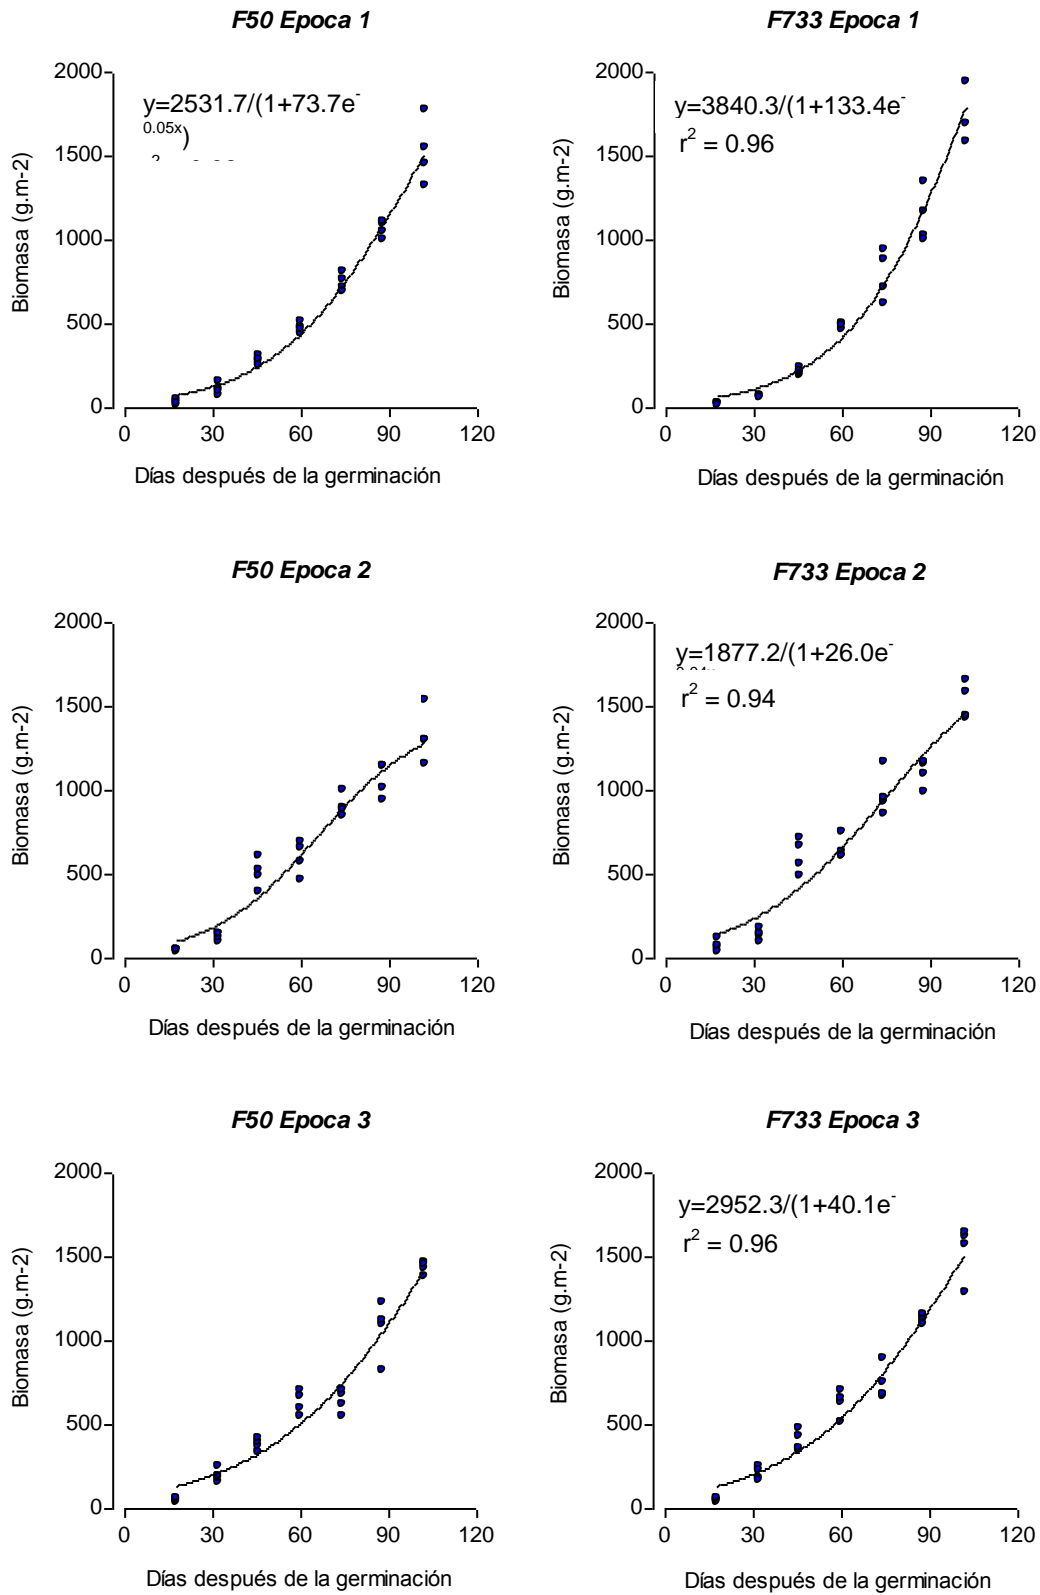 F50 Epoca 1
2000
1500
1000
500
0
0 30 60 90 120
Biomasa (g.m-2)
Días después de la germinación
y=2531.7/(1+73.7e-
0.05x)
F733 Epoca 1
2000
1500
1000
500
0
0 30 60 90 120
Biomasa (g.m-2)
Días después de la germinación
y=3840.3/(1+133.4e-
r2 = 0.96
F50 Epoca 2
2000
1500
1000
500
0
0 30 60 90 120
Biomasa (g.m-2)
Días después de la germinación
F733 Epoca 2
2000
1500
1000
500
0
0 30 60 90 120
Biomasa (g.m-2)
Días después de la germinación
y=1877.2/(1+26.0e-
r2 = 0.94
F50 Epoca 3
2000
1500
1000
500
0
0 30 60 90 120
Biomasa (g.m-2)
Días después de la germinación
F733 Epoca 3
2000
1500
1000
500
0
0 30 60 90 120
Biomasa (g.m-2)
Días después de la germinación
y=2952.3/(1+40.1e-
r2 = 0.96